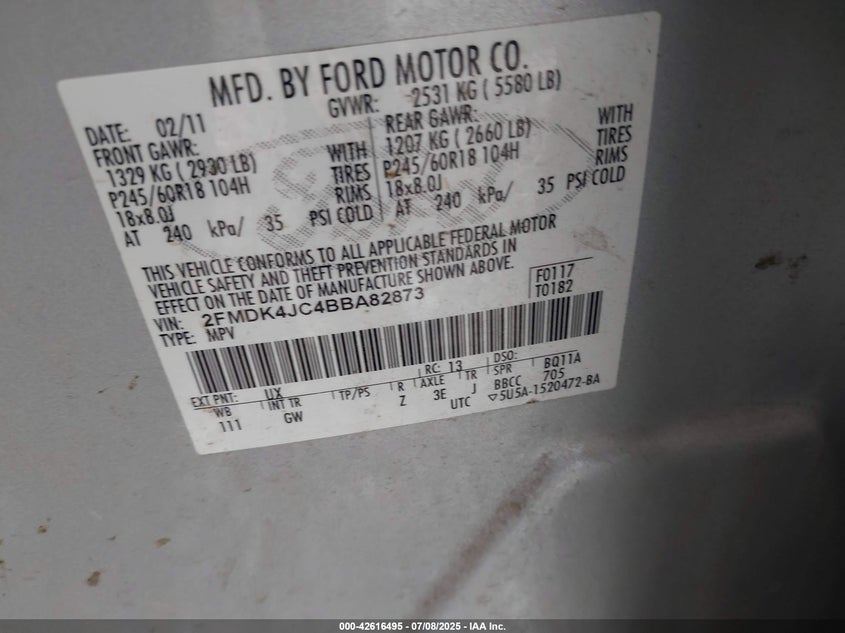 MFD. BY FORD MOTOR CO.
DATE: 02/11 GVWR: 2531 KG ( 5580 LB)
FRONT GAWR: REAR GAWR:
1329 KG ( 2930 LB) WITH 1207 KG ( 2660 LB) WITH
P245/60R18 104H TIRES P245/60R18 104H TIRES
18x8.0J RIMS 18x8.0J RIMS
AT 240 kPa/ 35 PSI COLD AT 240 kPa/ 35 PSI COLD
THIS VEHICLE CONFORMS TO ALL APPLICABLE FEDERAL MOTOR
VEHICLE SAFETY AND THEFT PREVENTION STANDARDS IN
EFFECT ON THE DATE OF MANUFACTURE SHOWN ABOVE.
VIN: 2FMDK4JC4BBA82873 F0117
TYPE: MPV T0182
EXT PNT: UX RC: 13 DSO:
WB INT TR TP/PS R AXLE TR SPR BQ11A
111 GW Z 3E J BBCC 705
UTC ▽5U5A-1520472-BA
000-42616495 - 07/08/2025 - IAA Inc.